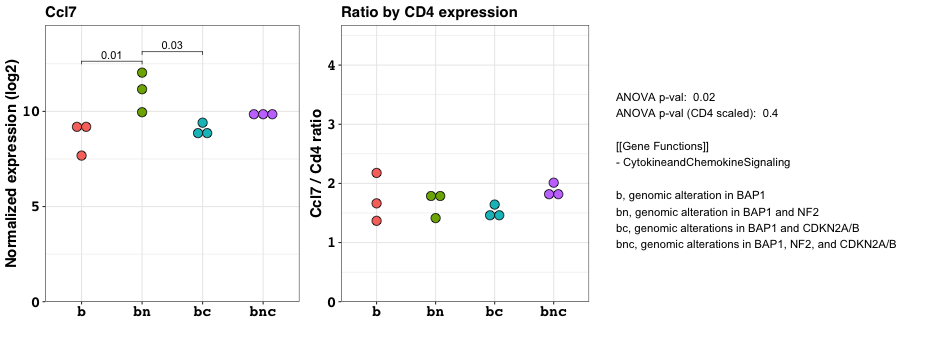 Ccl7
Normalized expression (log2)
10
5
0
0.01
0.03
b
bn
bc
bnc
Ratio by CD4 expression
Ccl7 / Cd4 ratio
4
3
2
1
0
b
bn
bc
bnc
ANOVA p-val:  0.02
ANOVA p-val (CD4 scaled):  0.4
[[Gene Functions]]
- CytokineandChemokineSignaling
b, genomic alteration in BAP1
bn, genomic alteration in BAP1 and NF2
bc, genomic alterations in BAP1 and CDKN2A/B
bnc, genomic alterations in BAP1, NF2, and CDKN2A/B